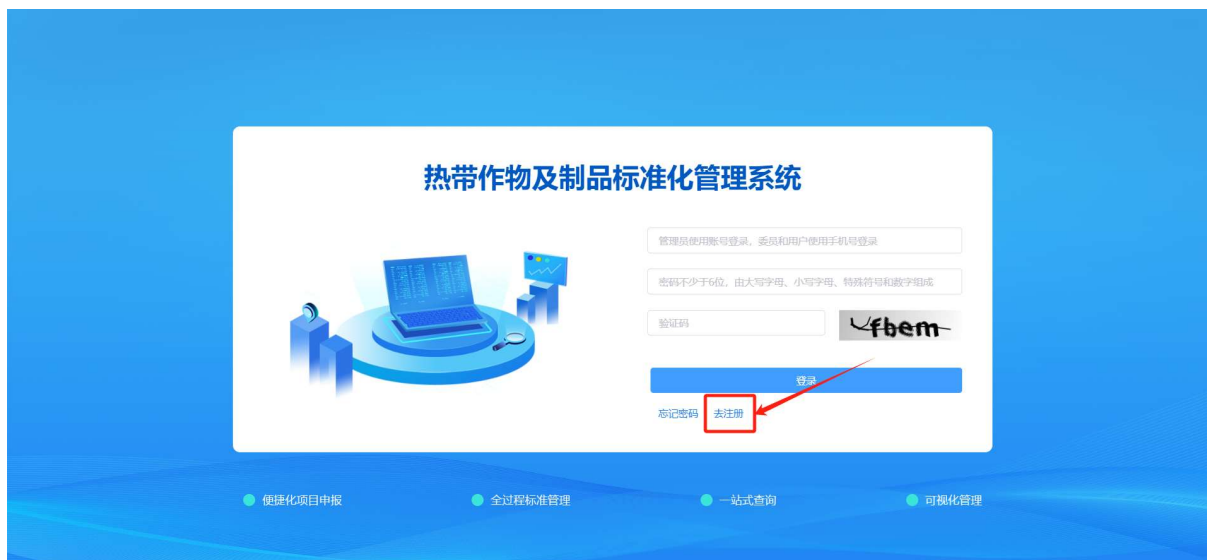 热带作物及制品标准化管理系统
管理员使用账号登录、委员和用户使用手机号登录
密码不少于6位，由大写字母、小写字母、特殊符号和数字组成
验证码
fbem
登录
忘记密码 去注册
便捷化项目申报 全过程标准管理 一站式查询 可视化管理